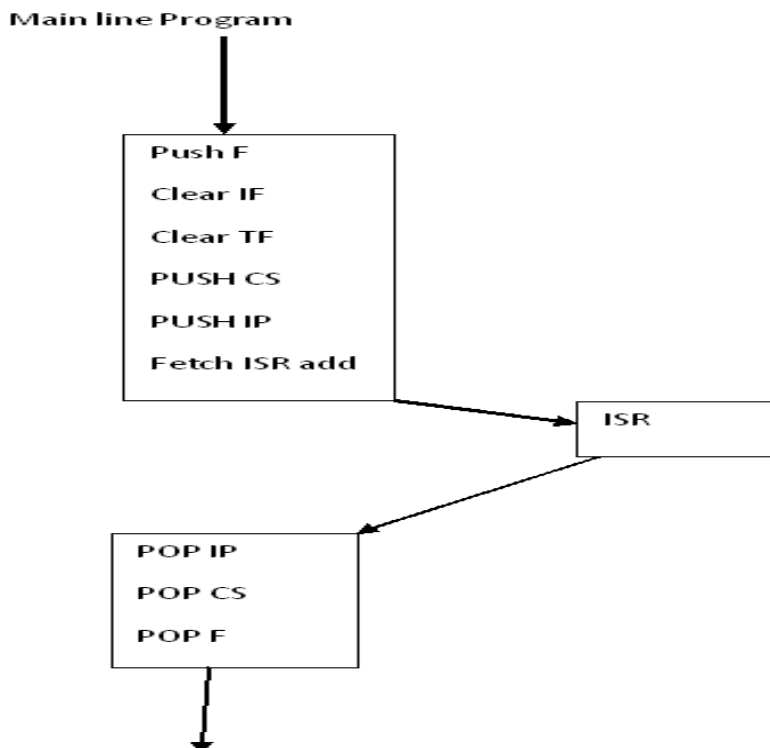 Main line Program
Push F
Clear IF
Clear TF
PUSH CS
PUSH IP
Fetch ISR add
ISR
POP IP
POP CS
POP F